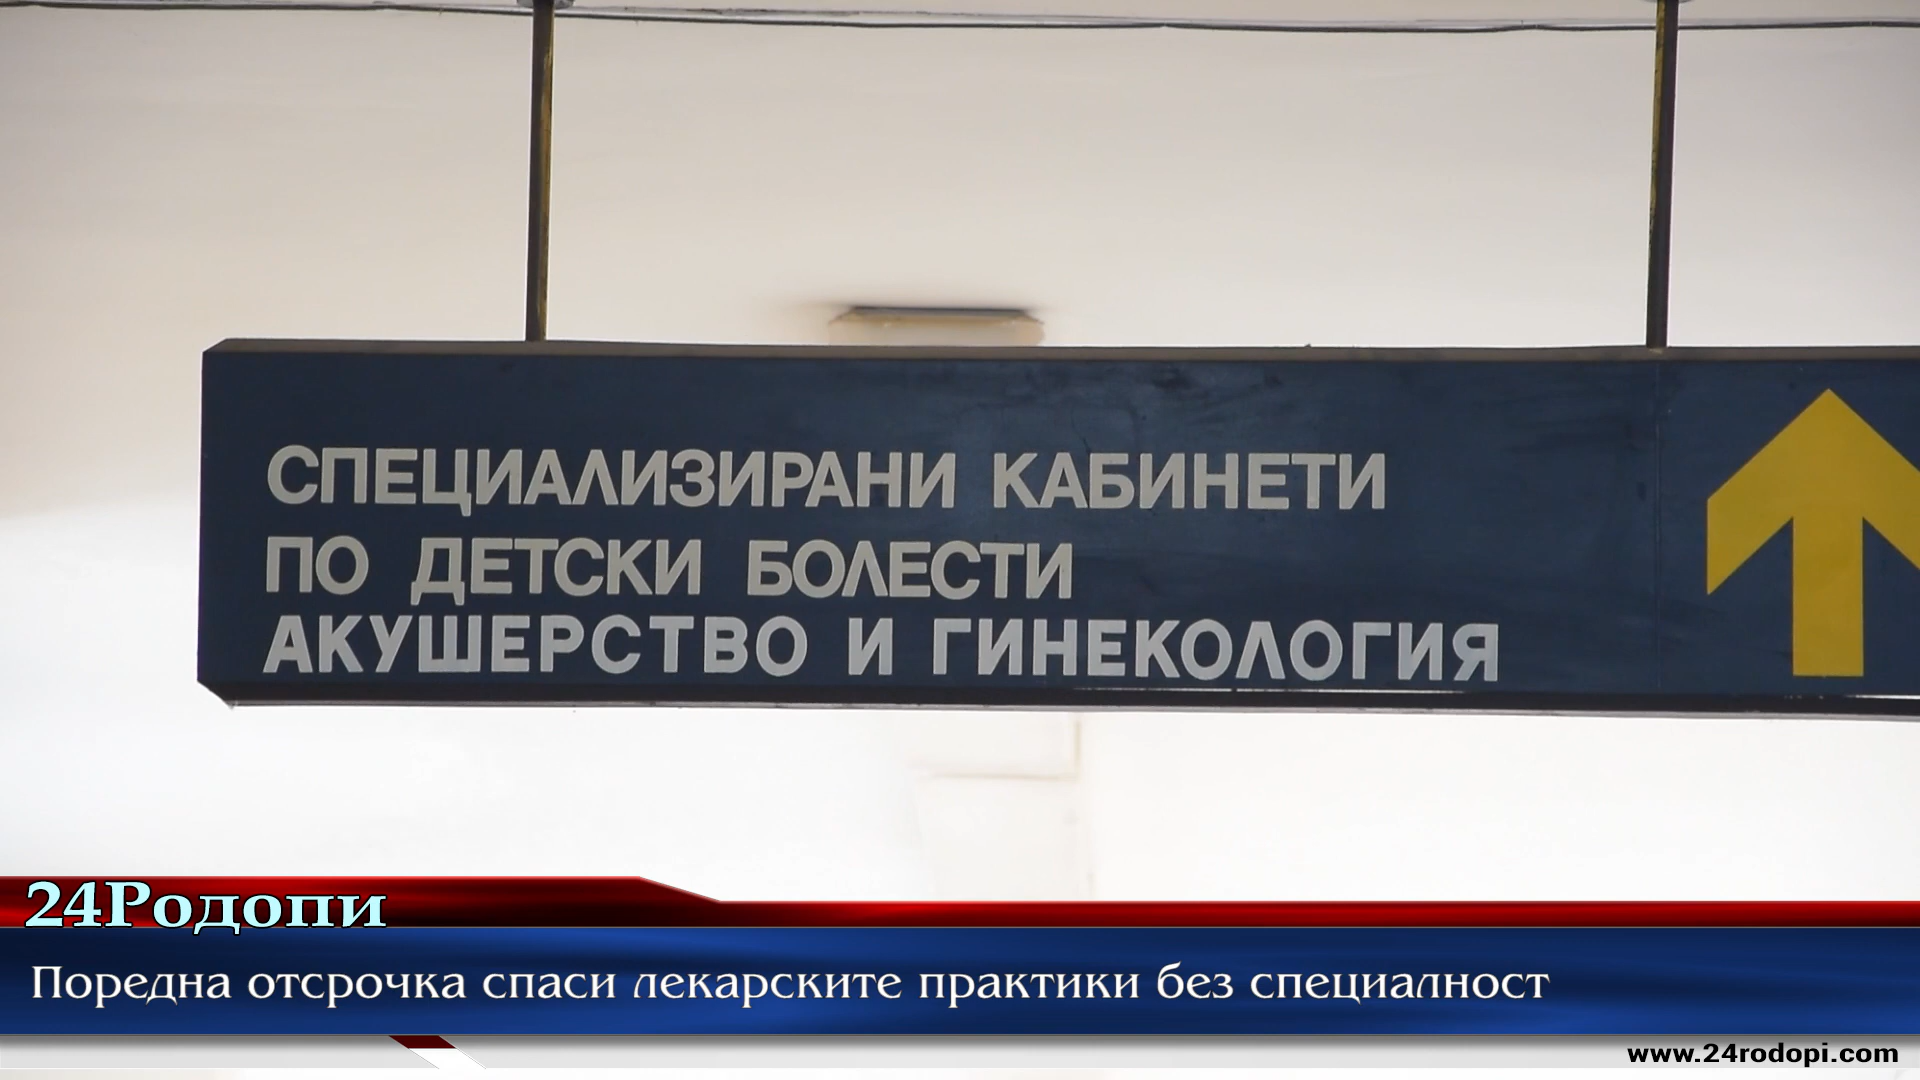 СПЕЦИАЛИЗИРАНИ КАБИНЕТИ
ПО ДЕТСКИ БОЛЕСТИ
АКУШЕРСТВО И ГИНЕКОЛОГИЯ
24Родопи
Поредна отсрочка спаси лекарските практики без специалност
www.24rodopi.com